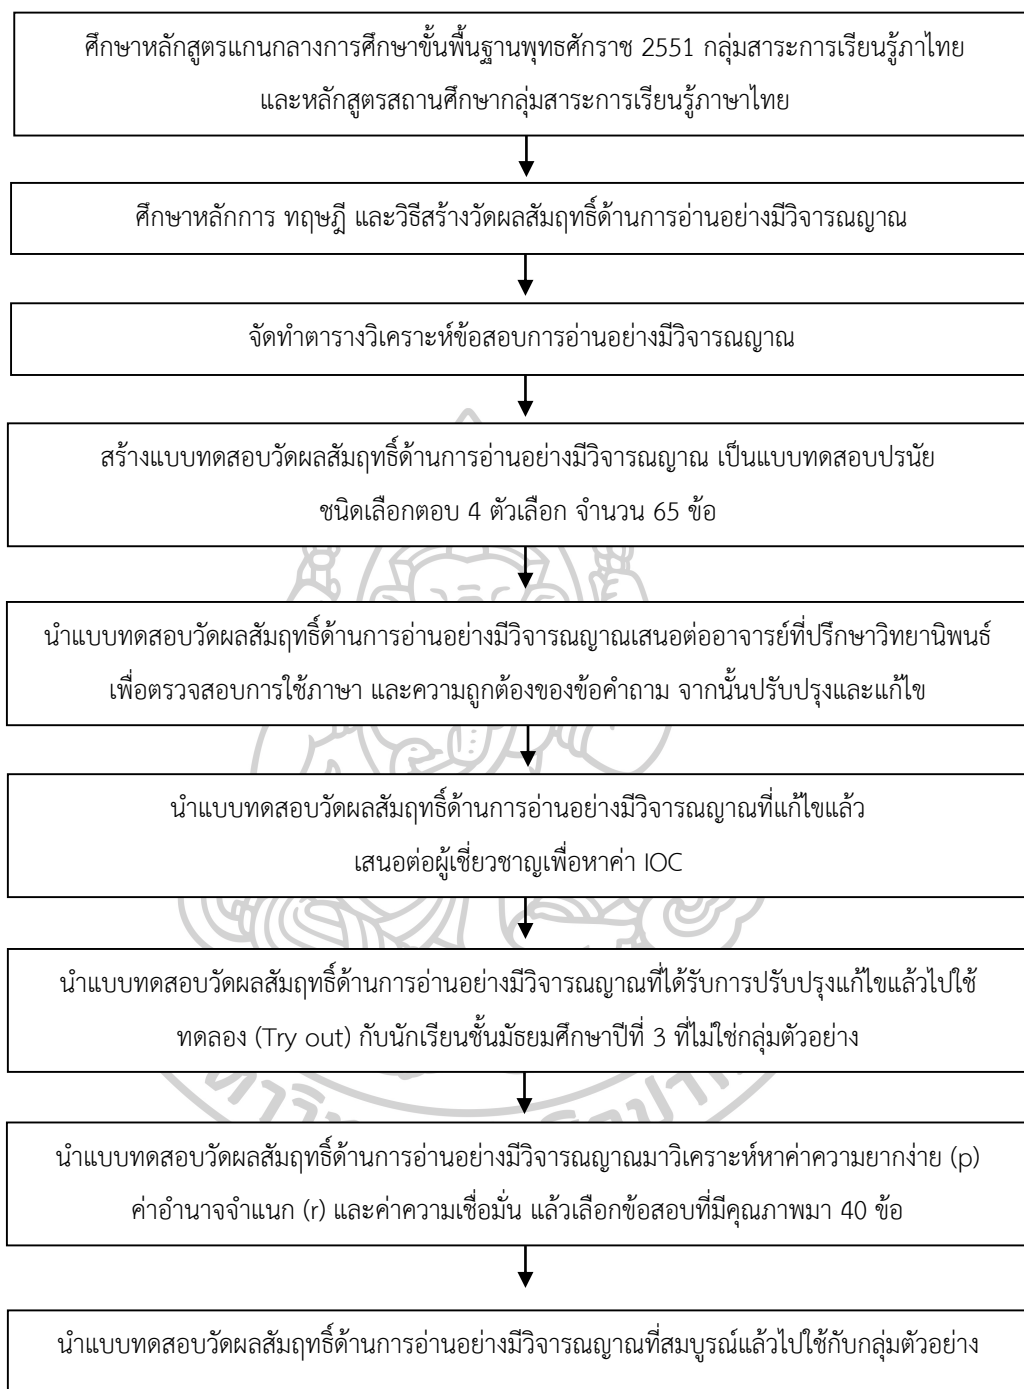 ศึกษาหลักสูตรแกนกลางการศึกษาขั้นพื้นฐานพุทธศักราช 2551 กลุ่มสาระการเรียนรู้ภาไทย
และหลักสูตรสถานศึกษากลุ่มสาระการเรียนรู้ภาษาไทย
ศึกษาหลักการ ทฤษฎี และวิธีสร้างวัดผลสัมฤทธิ์ด้านการอ่านอย่างมีวิจารณญาณ
จัดทำตารางวิเคราะห์ข้อสอบการอ่านอย่างมีวิจารณญาณ
สร้างแบบทดสอบวัดผลสัมฤทธิ์ด้านการอ่านอย่างมีวิจารณญาณ เป็นแบบทดสอบปรนัย
ชนิดเลือกตอบ 4 ตัวเลือก จำนวน 65 ข้อ
นำแบบทดสอบวัดผลสัมฤทธิ์ด้านการอ่านอย่างมีวิจารณญาณเสนอต่ออาจารย์ที่ปรึกษาวิทยานิพนธ์
เพื่อตรวจสอบการใช้ภาษา และความถูกต้องของข้อคำถาม จากนั้นปรับปรุงและแก้ไข
นำแบบทดสอบวัดผลสัมฤทธิ์ด้านการอ่านอย่างมีวิจารณญาณที่แก้ไขแล้ว
เสนอต่อผู้เชี่ยวชาญเพื่อหาค่า IOC
นำแบบทดสอบวัดผลสัมฤทธิ์ด้านการอ่านอย่างมีวิจารณญาณที่ได้รับการปรับปรุงแก้ไขแล้วไปใช้
ทดลอง (Try out) กับนักเรียนชั้นมัธยมศึกษาปีที่ 3 ที่ไม่ใช่กลุ่มตัวอย่าง
นำแบบทดสอบวัดผลสัมฤทธิ์ด้านการอ่านอย่างมีวิจารณญาณมาวิเคราะห์หาค่าความยากง่าย (p)
ค่าอำนาจจำแนก (r) และค่าความเชื่อมั่น แล้วเลือกข้อสอบที่มีคุณภาพมา 40 ข้อ
นำแบบทดสอบวัดผลสัมฤทธิ์ด้านการอ่านอย่างมีวิจารณญาณที่สมบูรณ์แล้วไปใช้กับกลุ่มตัวอย่าง